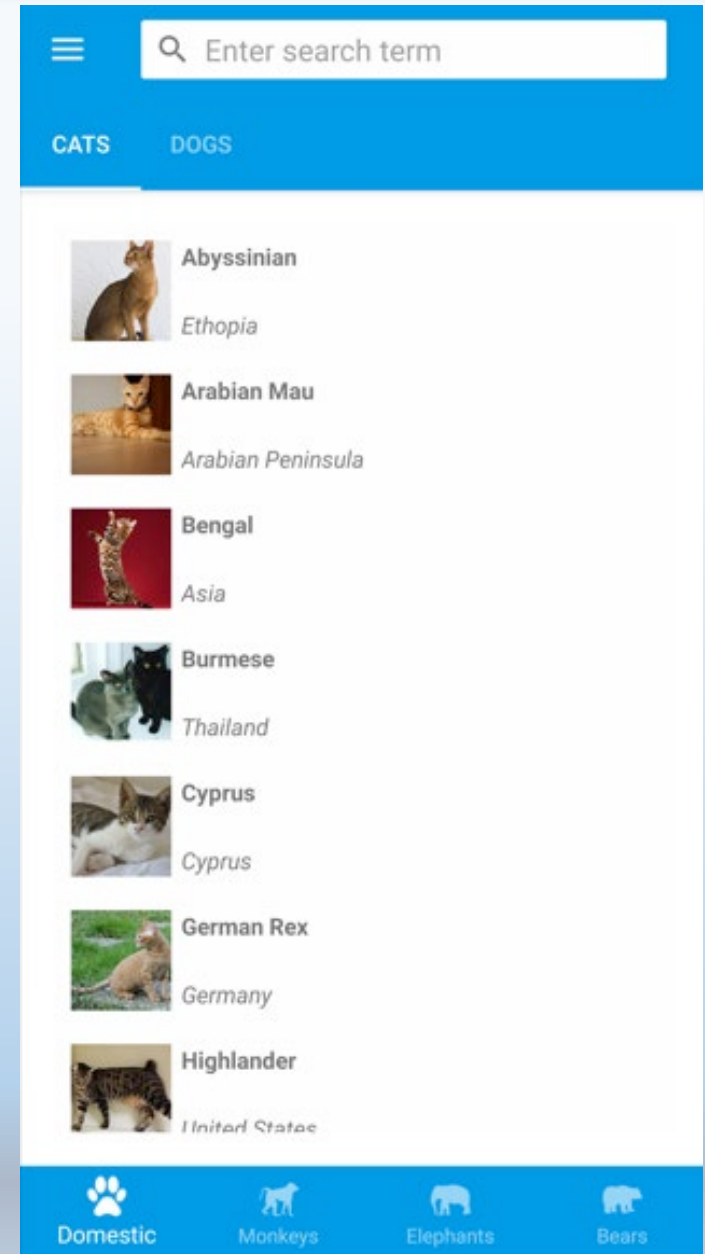 Enter search term
CATS DOGS
Abyssinian
Ethopia
Arabian Mau
Arabian Peninsula
Bengal
Asia
Burmese
Thailand
Cyprus
Cyprus
German Rex
Germany
Highlander
United States
Domestic Monkeys Elephants Bears